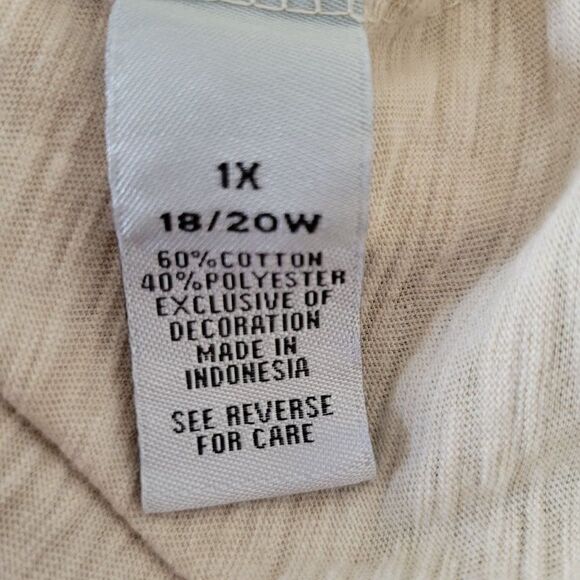 1X
18/20W
60%COTTON
40%POLYESTER
EXCLUSIVE OF
DECORATION
MADE IN
INDONESIA
SEE REVERSE
FOR CARE